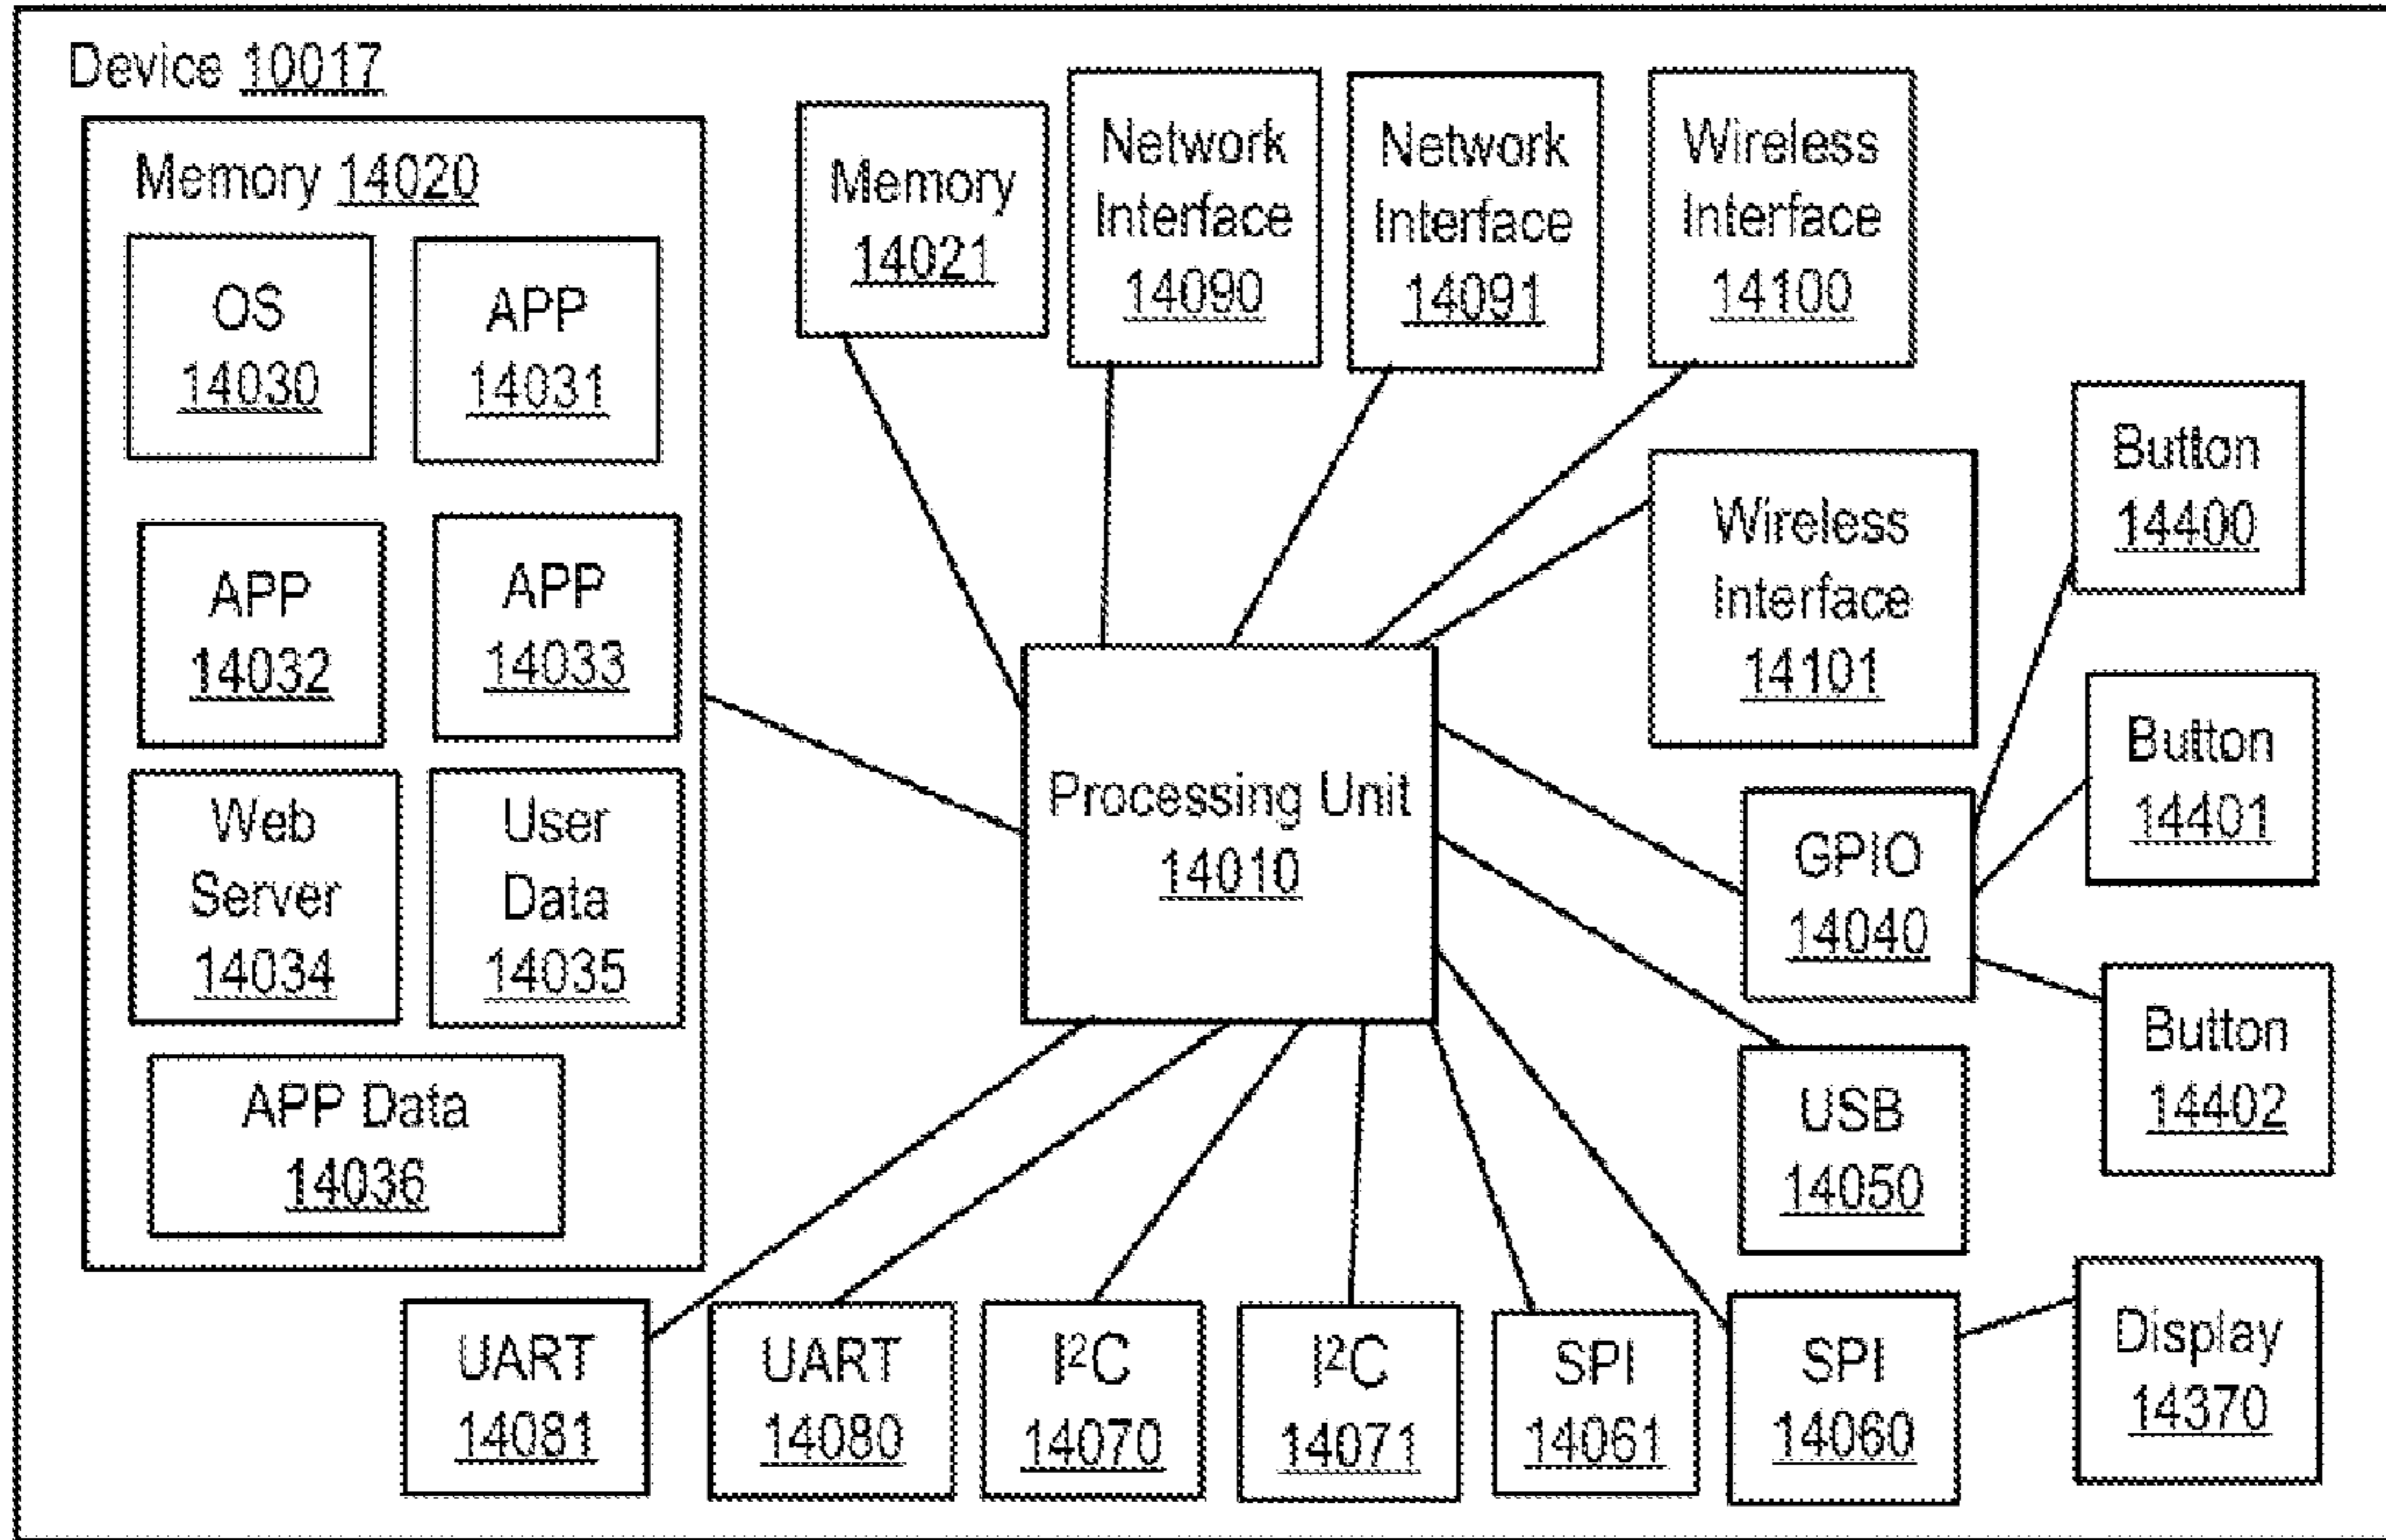 Device 10017
Memory 14020
OS
14030
APP
14031
APP
14032
APP
14033
Web
Server
14034
User
Data
14035
APP Data
14036
Memory
14021
Network
Interface
14090
Network
Interface
14091
Wireless
Interface
14100
Wireless
Interface
14101
Button
14400
Button
14401
Button
14402
Processing Unit
14010
GPIO
14040
USB
14050
UART
14081
UART
14080
I²C
14070
I²C
14071
SPI
14061
SPI
14060
Display
14370